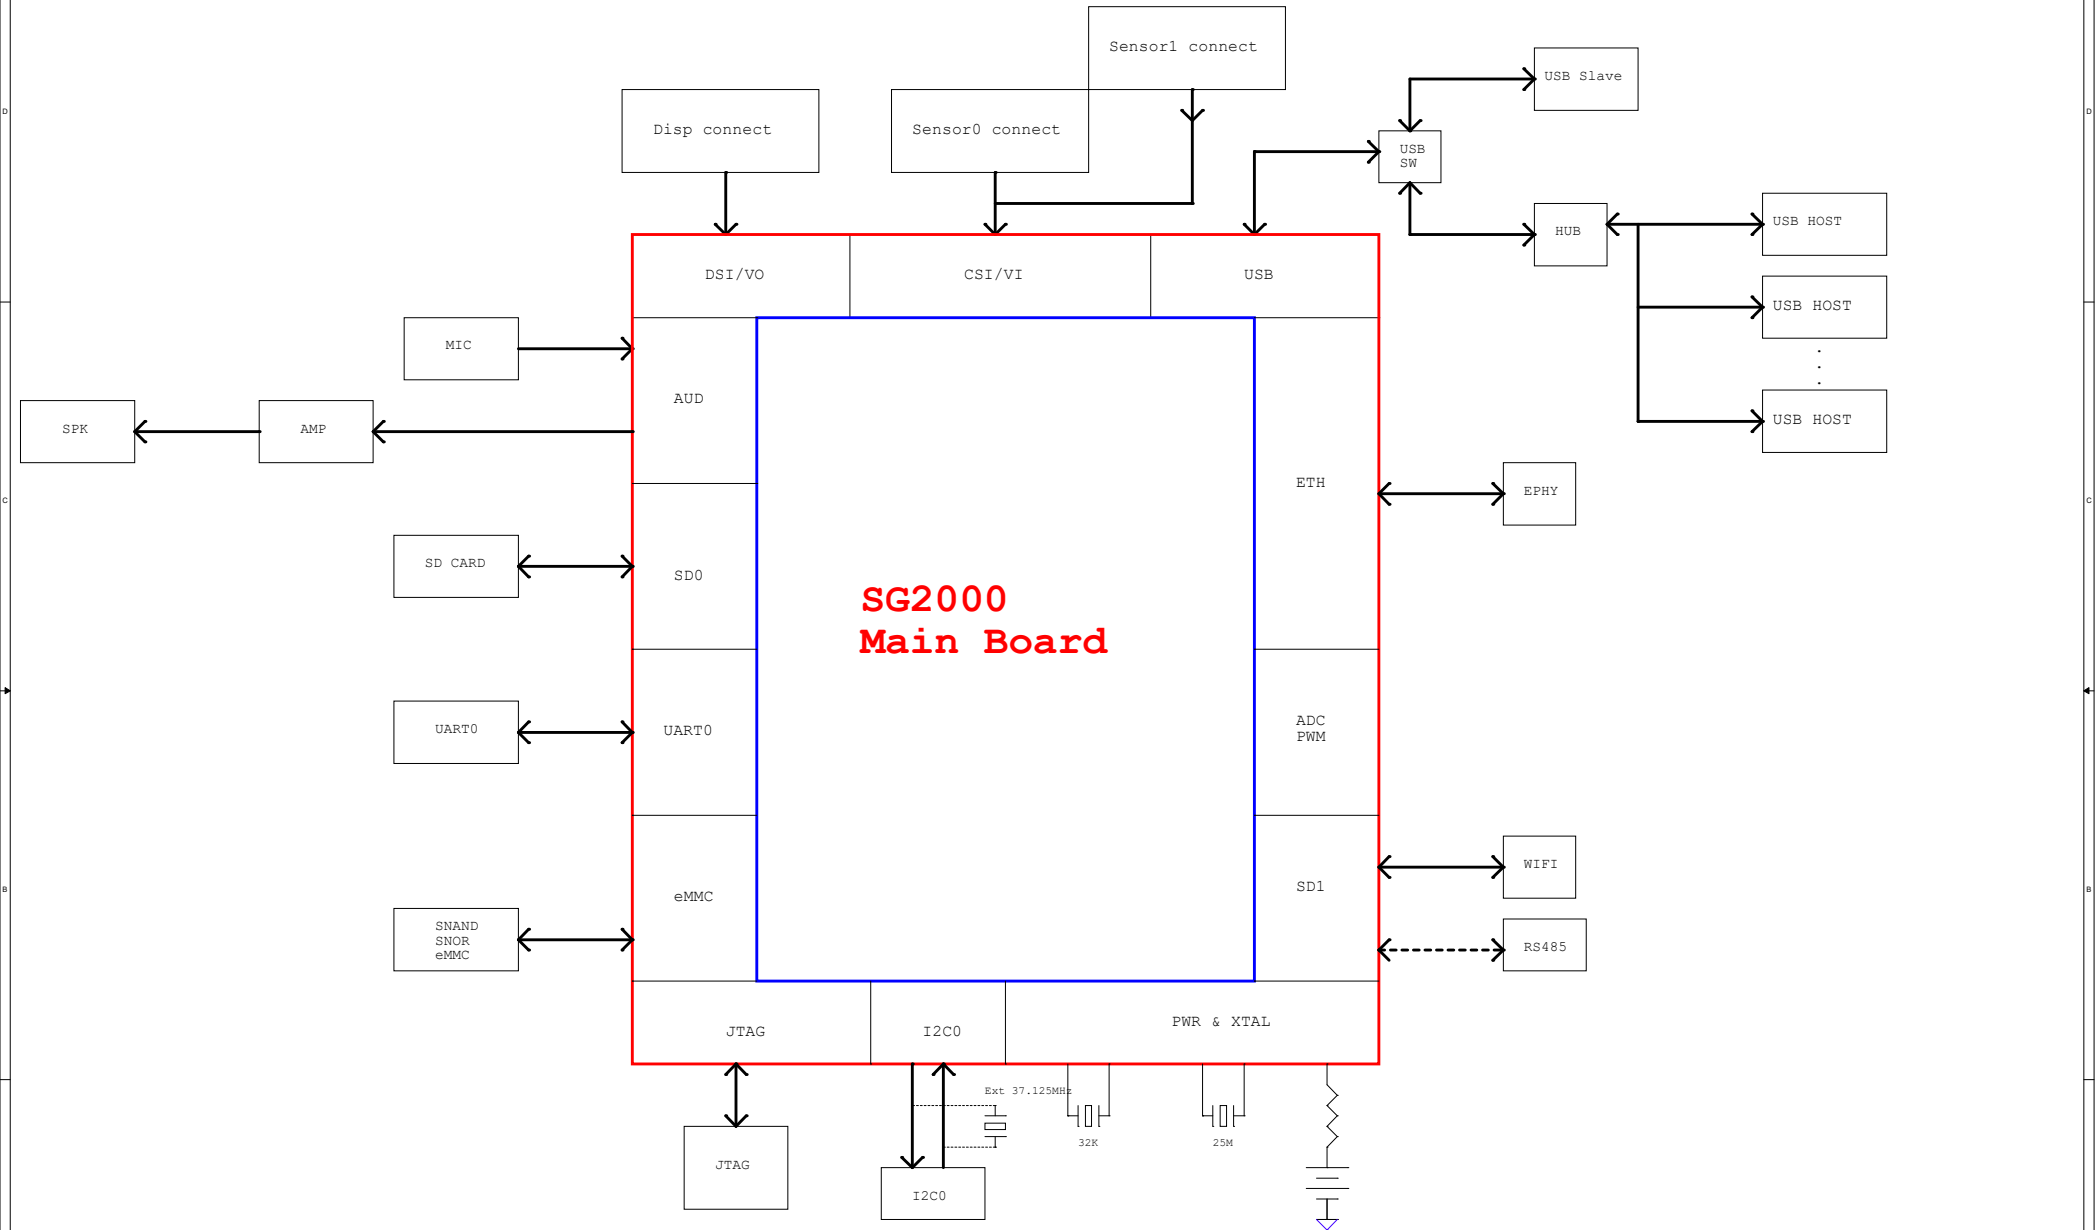 Sensor1 connect
USB Slave
D
D
Disp connect
Sensor0 connect
USB
SW
USB HOST
HUB
DSI/VO
CSI/VI
USB
USB HOST
MIC
AUD
USB HOST
SPK
AMP
ETH
EPHY
C
C
SD CARD
SD0
SG2000
Main Board
UART0
UART0
ADC
PWM
WIFI
eMMC
SD1
B
B
SNAND
SNOR
eMMC
RS485
JTAG
I2C0
PWR & XTAL
Ext 37.125MHz
32K
25M
JTAG
I2C0